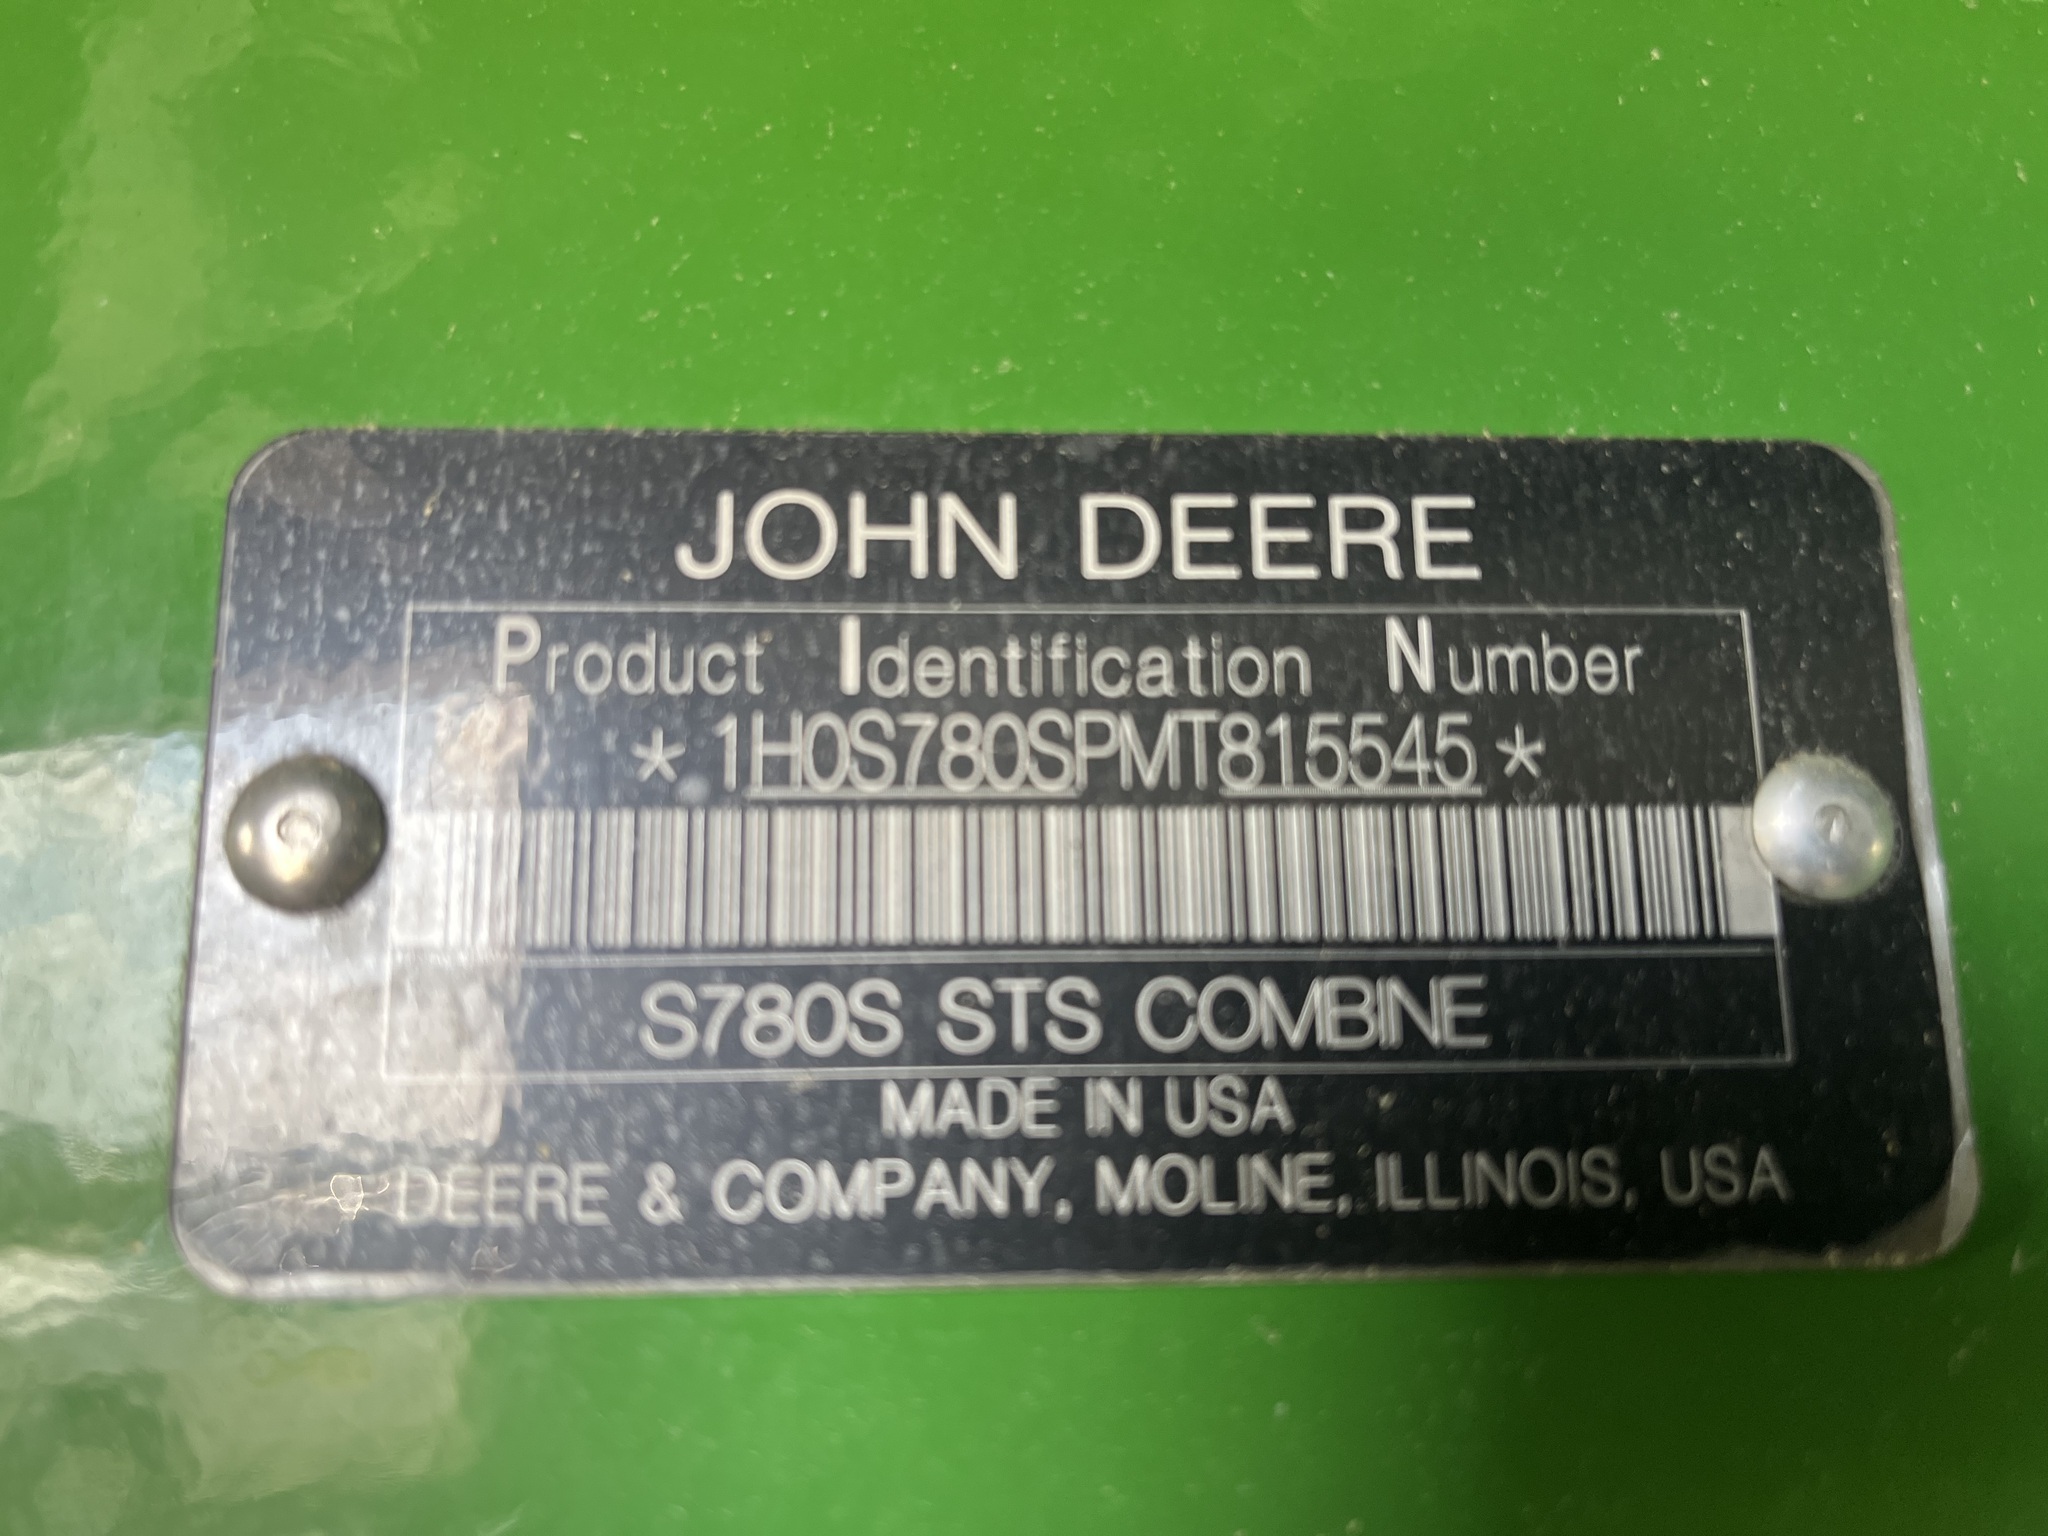 JOHN DEERE
Product Identification Number
*1H0S780SPMT815545*
S780S STS COMBINE
MADE IN USA
DEERE & COMPANY, MOLINE, ILLINOIS, USA